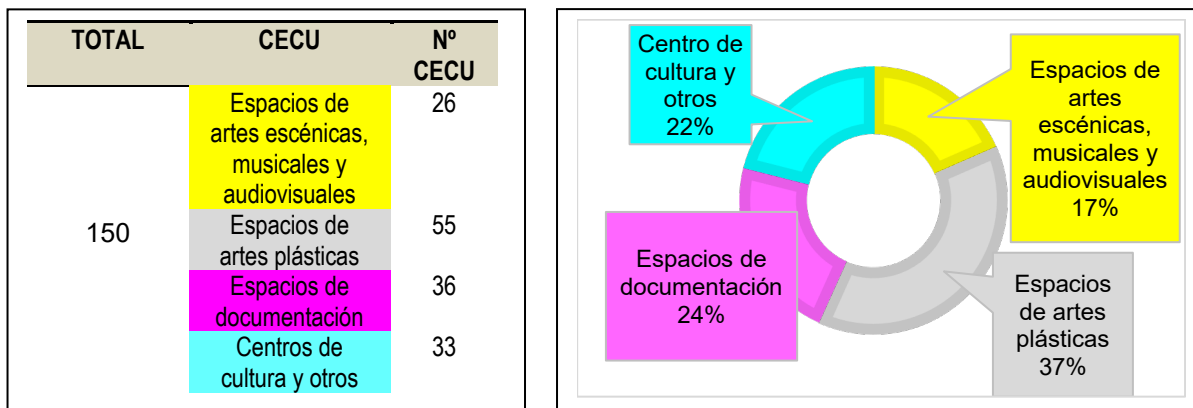 TOTAL CECU Nº
CECU
150
Espacios de 26
artes escénicas,
musicales y
audiovisuales
Espacios de 55
artes plásticas
Espacios de 36
documentación
Centros de 33
cultura y otros
Centro de
cultura y
otros
22%
Espacios de
artes
escénicas,
musicales y
audiovisuales
17%
Espacios de
documentación
24%
Espacios
de artes
plásticas
37%